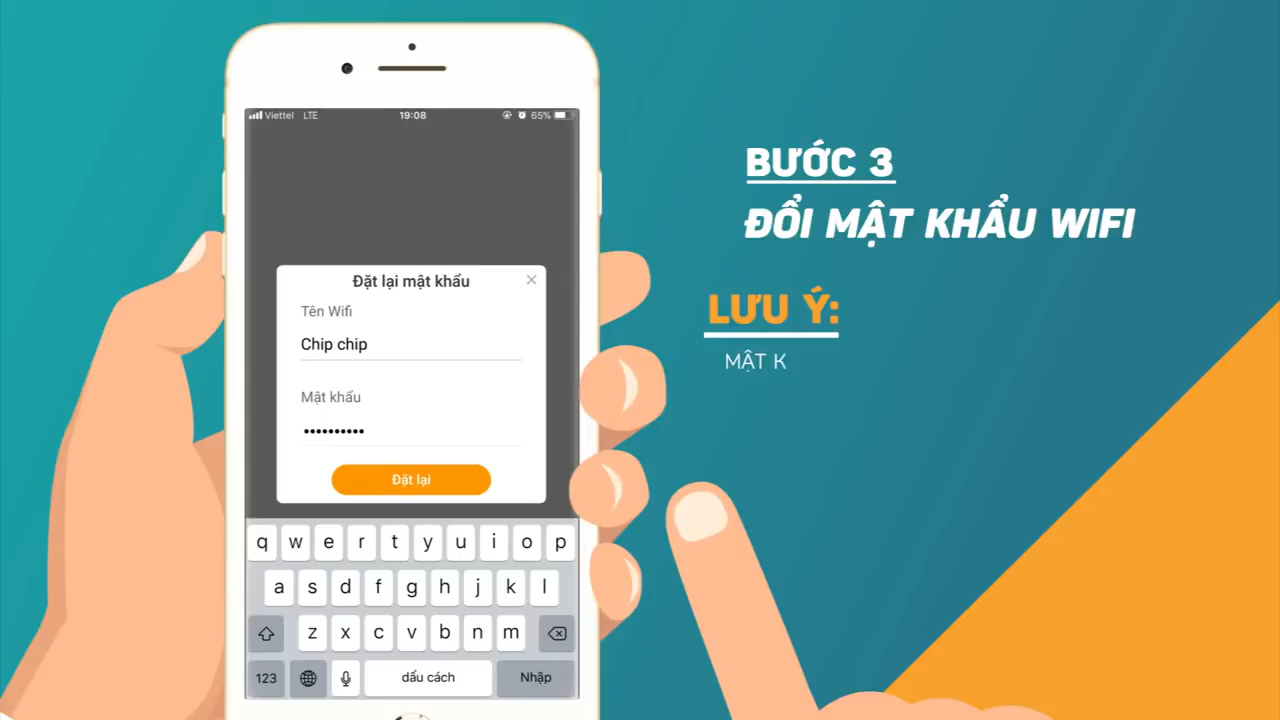 Viettel LTE 19:08 65%
BƯỚC 3
ĐỔI MẬT KHẨU WIFI
LƯU Ý:
MẬT K
Đặt lại mật khẩu
Tên Wifi
Chip chip
Mật khẩu
••••••••••
Đặt lại
q w e r t y u i o p
a s d f g h j k l
z x c v b n m
123 dấu cách Nhập